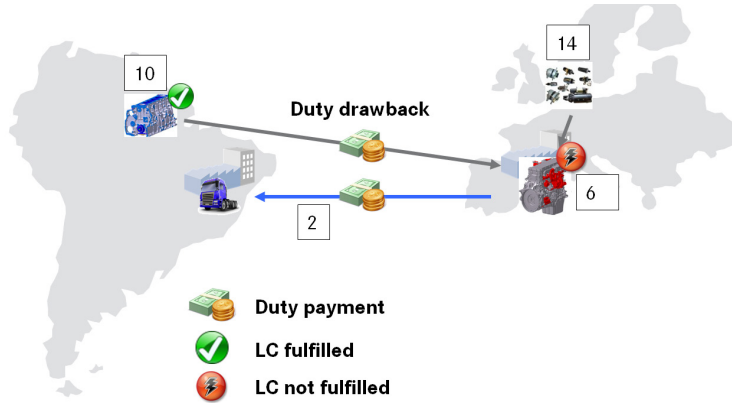 14
10
Duty drawback
6
2
Duty payment
LC fulfilled
LC not fulfilled